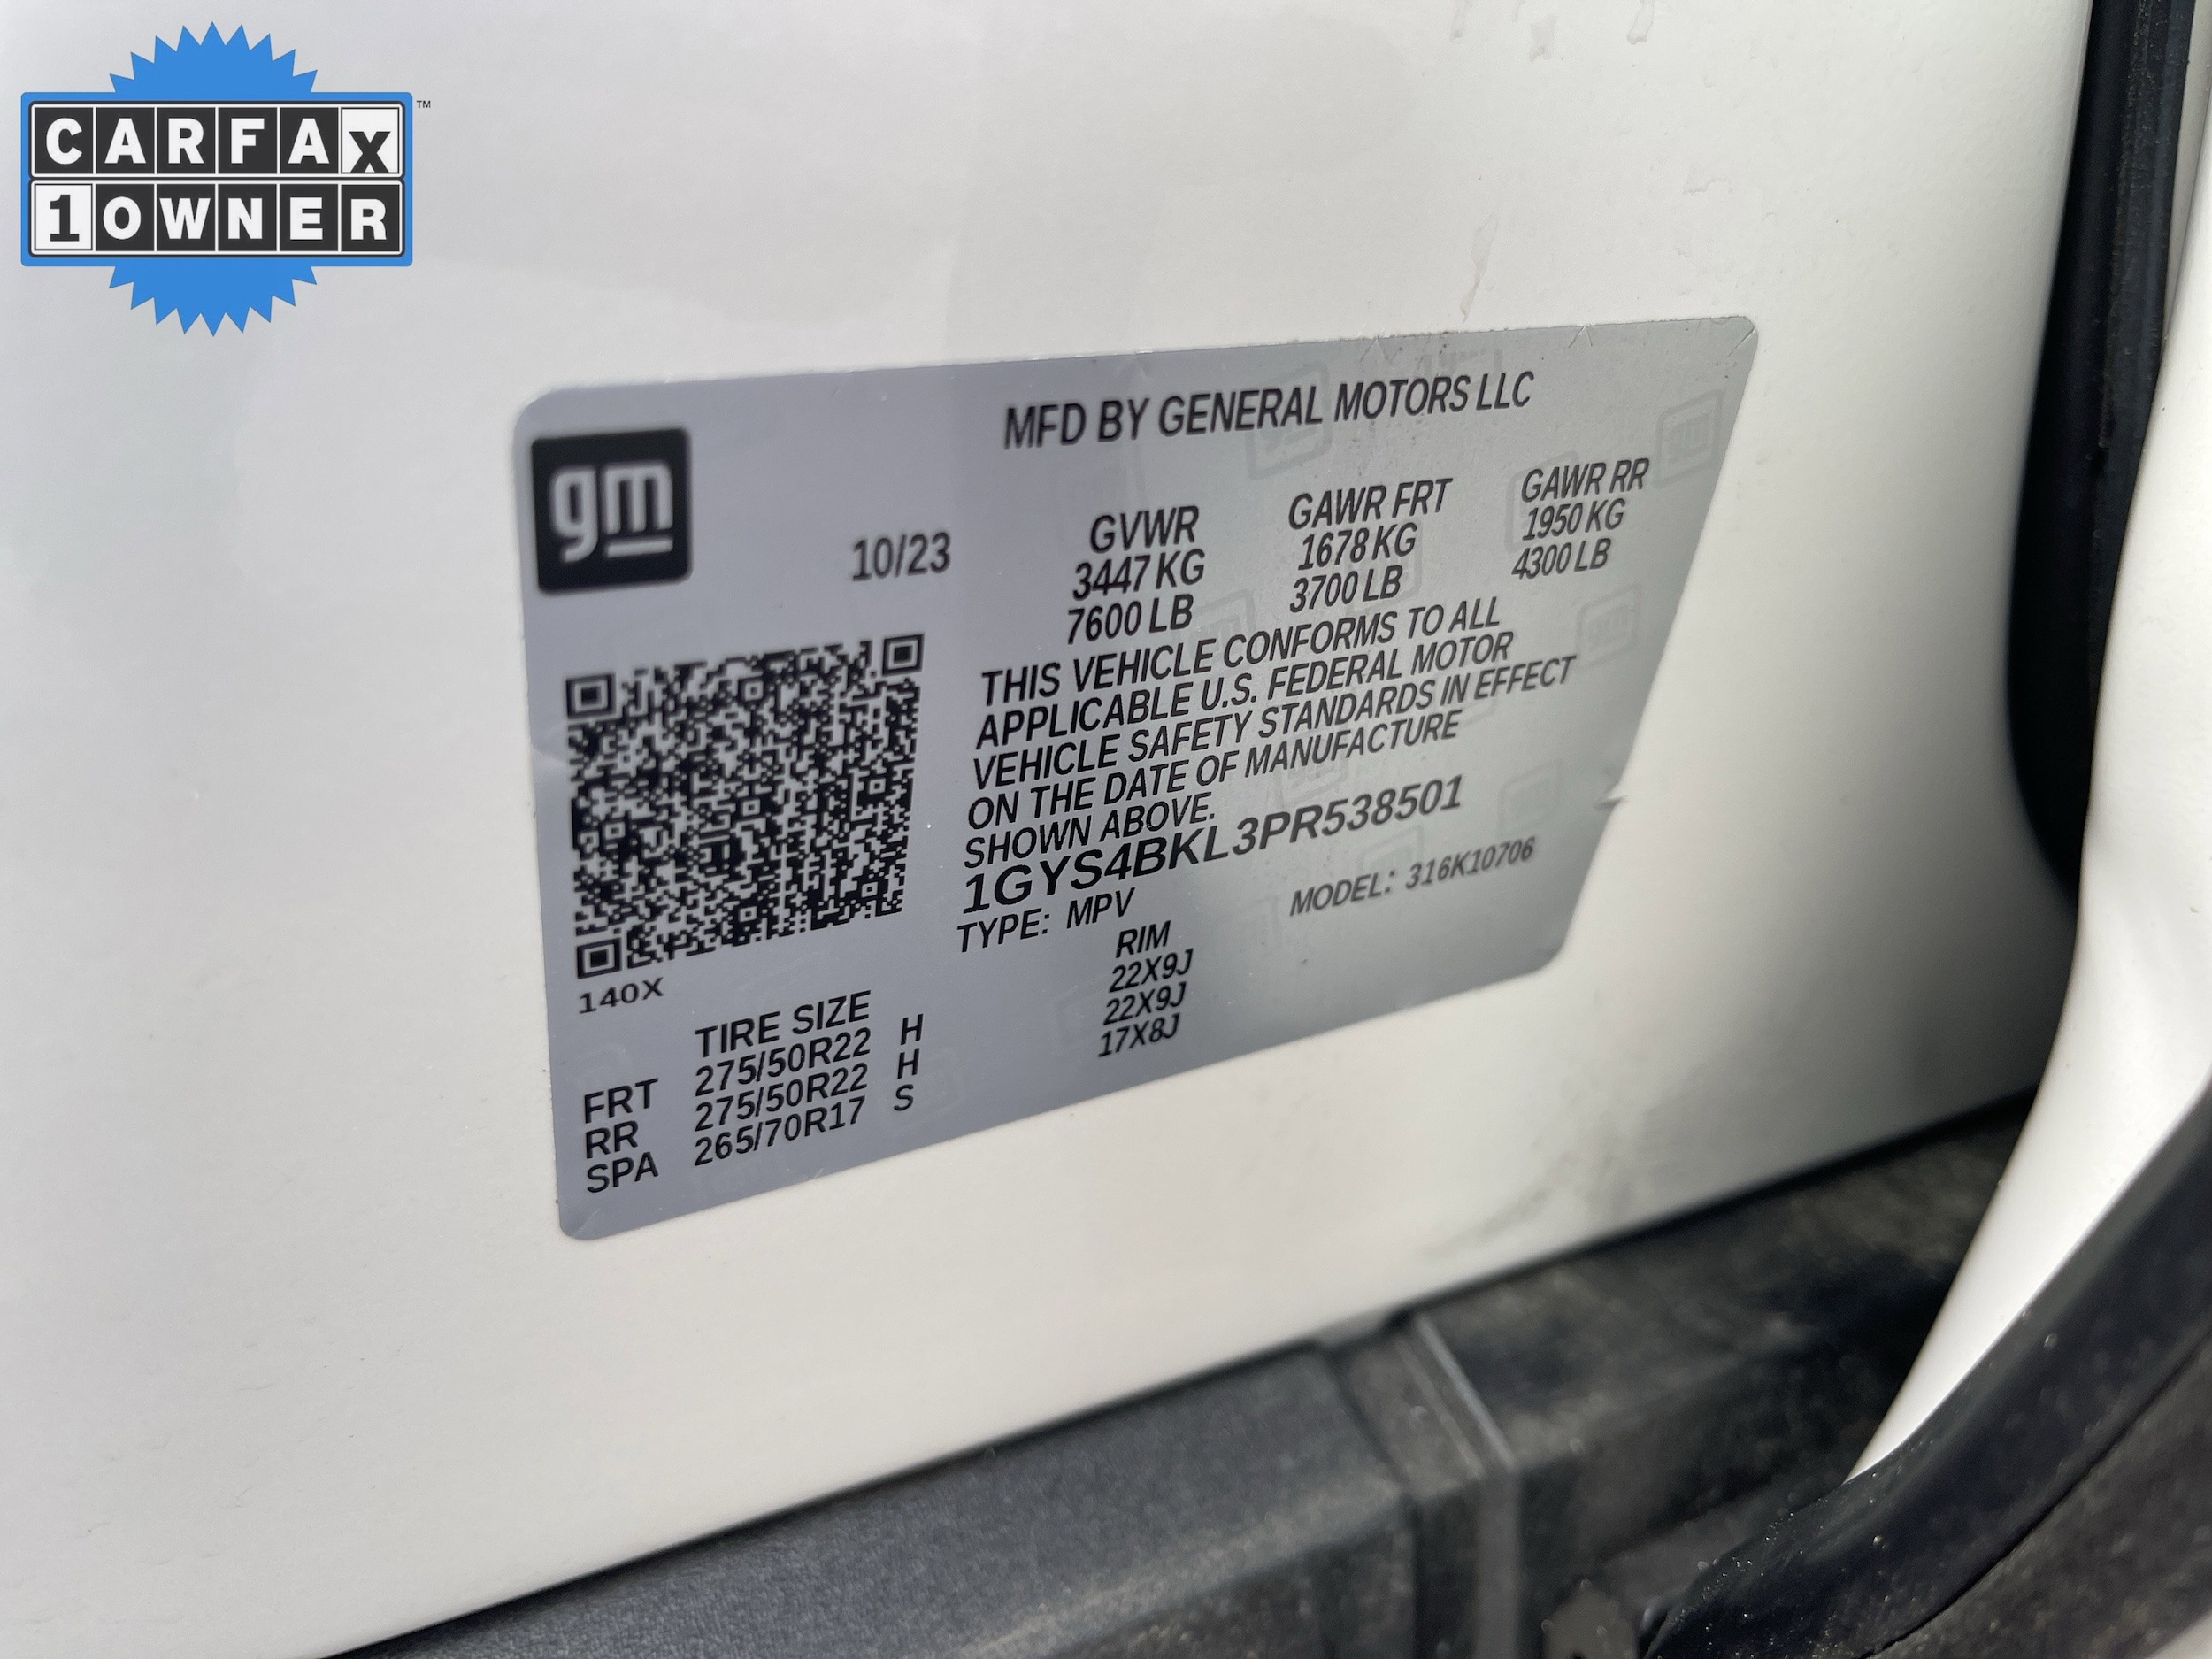 CARFAX™
1 OWNER
MFD BY GENERAL MOTORS LLC
gm
10/23
GVWR
3447 KG
7600 LB
GAWR FRT
1678 KG
3700 LB
GAWR RR
1950 KG
4300 LB
THIS VEHICLE CONFORMS TO ALL
APPLICABLE U.S. FEDERAL MOTOR
VEHICLE SAFETY STANDARDS IN EFFECT
ON THE DATE OF MANUFACTURE
SHOWN ABOVE.
1GYS4BKL3PR538501
TYPE: MPV
MODEL: 316K10706
140X
TIRE SIZE
RIM
FRT 275/50R22 H 22X9J
RR 275/50R22 H 22X9J
SPA 265/70R17 S 17X8J